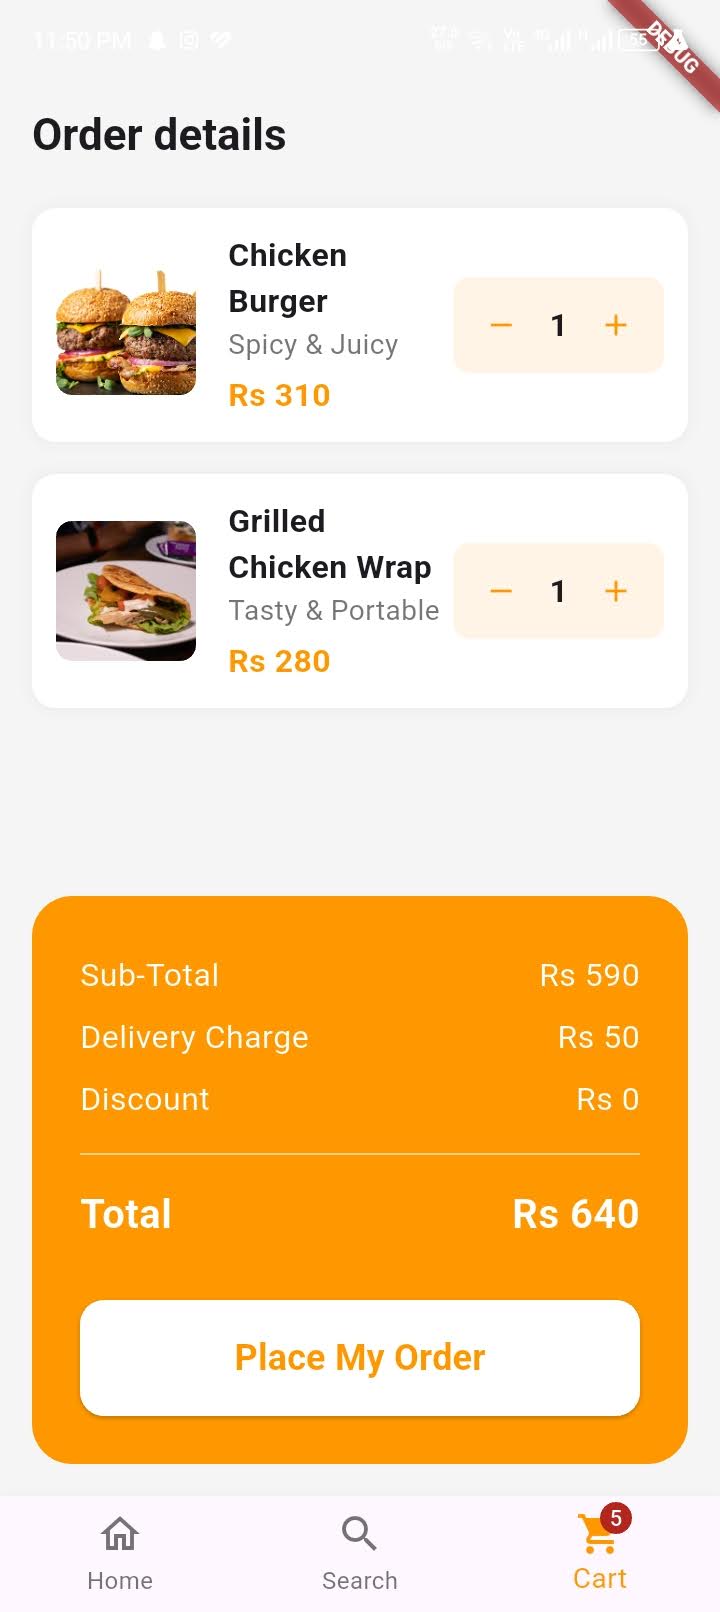 11:50 PM
55
DEBUG
Order details
Chicken
Burger
Spicy & Juicy
Rs 310
− 1 +
Grilled
Chicken Wrap
Tasty & Portable
Rs 280
− 1 +
Sub-Total Rs 590
Delivery Charge Rs 50
Discount Rs 0
Total Rs 640
Place My Order
5
Home Search Cart